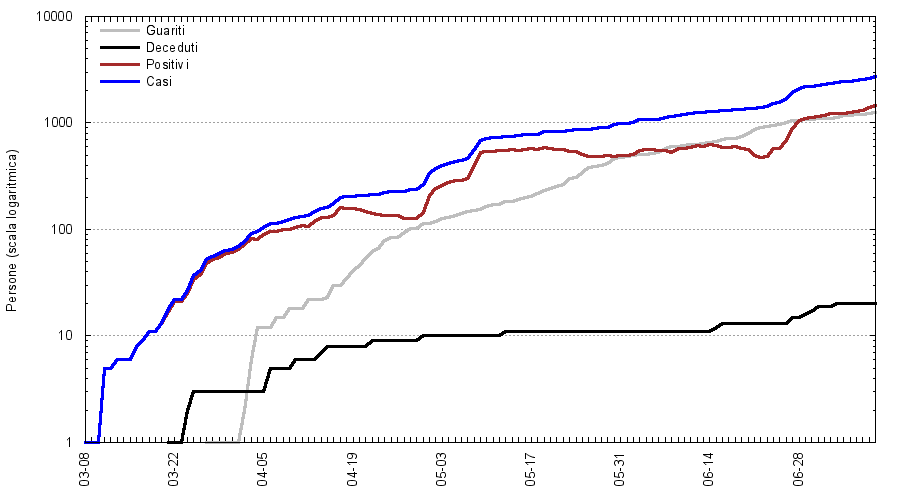 10000
1000
100
10
1
Persone (scala logaritmica)
Guariti
Deceduti
Positivi
Casi
03-08
03-22
04-05
04-19
05-03
05-17
05-31
06-14
06-28